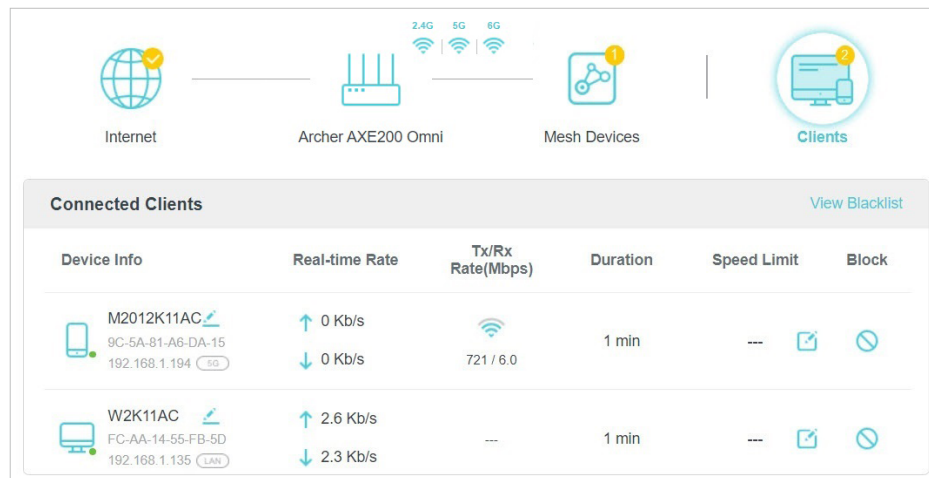 2.4G 5G 6G
1
2
Internet
Archer AXE200 Omni
Mesh Devices
Clients
Connected Clients
View Blacklist
Device Info
Real-time Rate
Tx/Rx
Rate(Mbps)
Duration
Speed Limit
Block
M2012K11AC
9C-5A-81-A6-DA-15
192.168.1.194 5G
0 Kb/s
0 Kb/s
721 / 6.0
1 min
---
W2K11AC
FC-AA-14-55-FB-5D
192.168.1.135 LAN
2.6 Kb/s
2.3 Kb/s
---
1 min
---